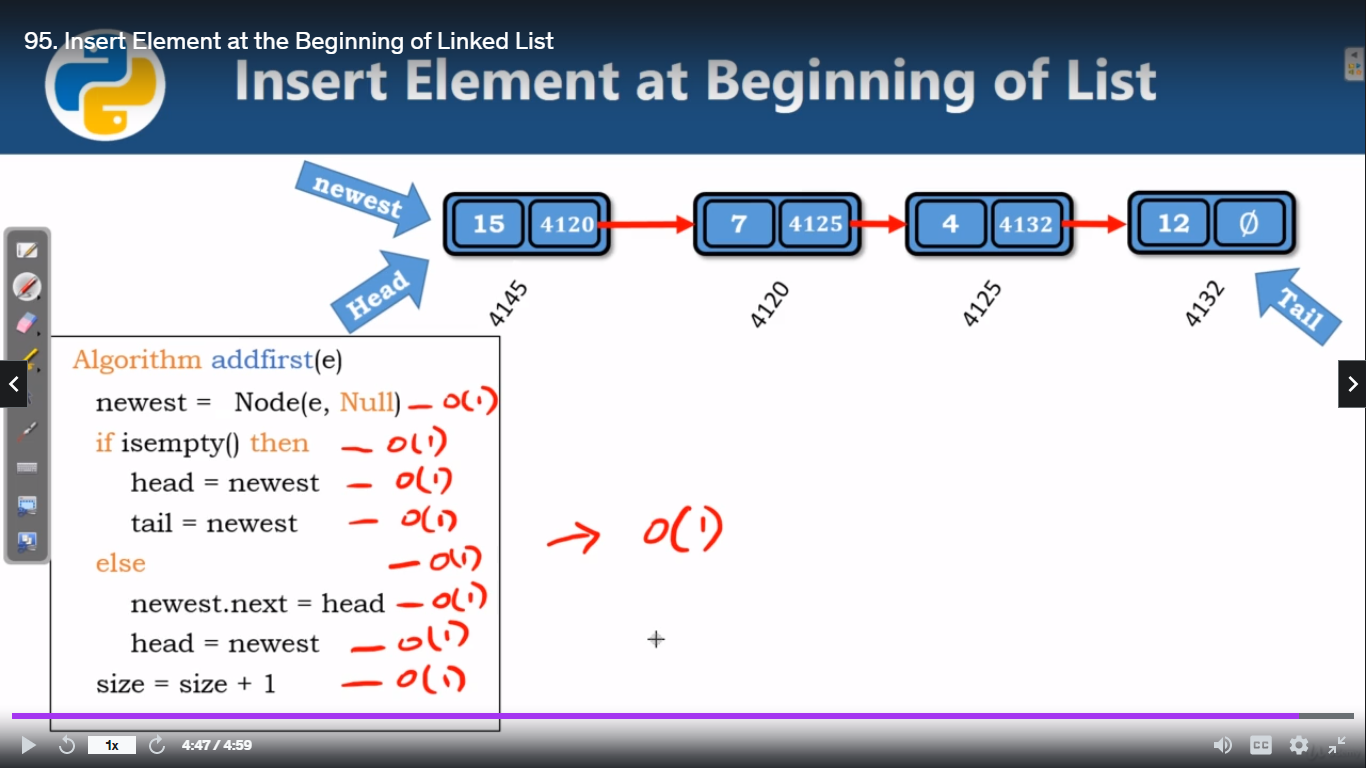 95. Insert Element at the Beginning of Linked List
Insert Element at Beginning of List
newest
15 4120 7 4125 4 4132 12 ∅
Head
4145 4120 4125 4132
Tail
Algorithm addfirst(e)
newest = Node(e, Null) – O(1)
if isempty() then – O(1)
head = newest – O(1)
tail = newest – O(1)
else – O(1)
newest.next = head – O(1)
head = newest – O(1)
size = size + 1 – O(1)
→ O(1)
1x 4:47 / 4:59 CC